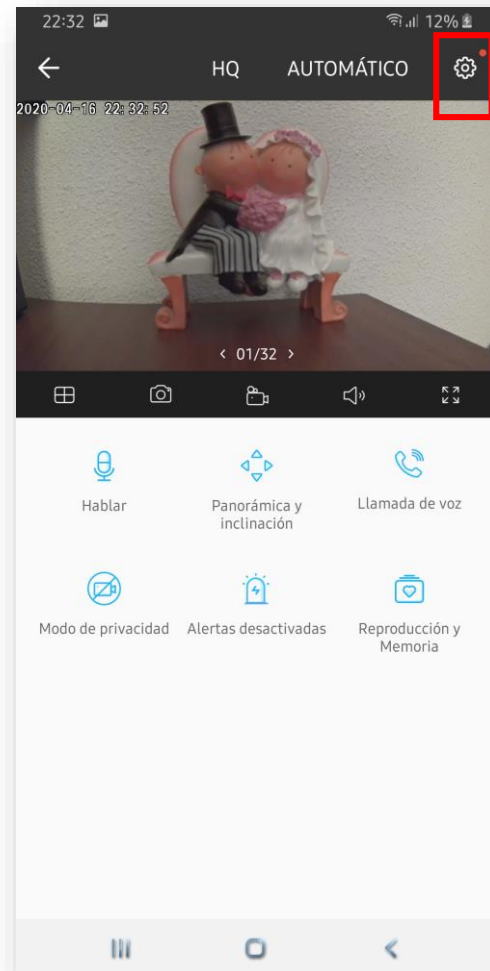 22:32 12%
HQ AUTOMÁTICO
2020-04-16 22:32:52
< 01/32 >
Hablar
Panorámica y
inclinación
Llamada de voz
Modo de privacidad
Alertas desactivadas
Reproducción y
Memoria